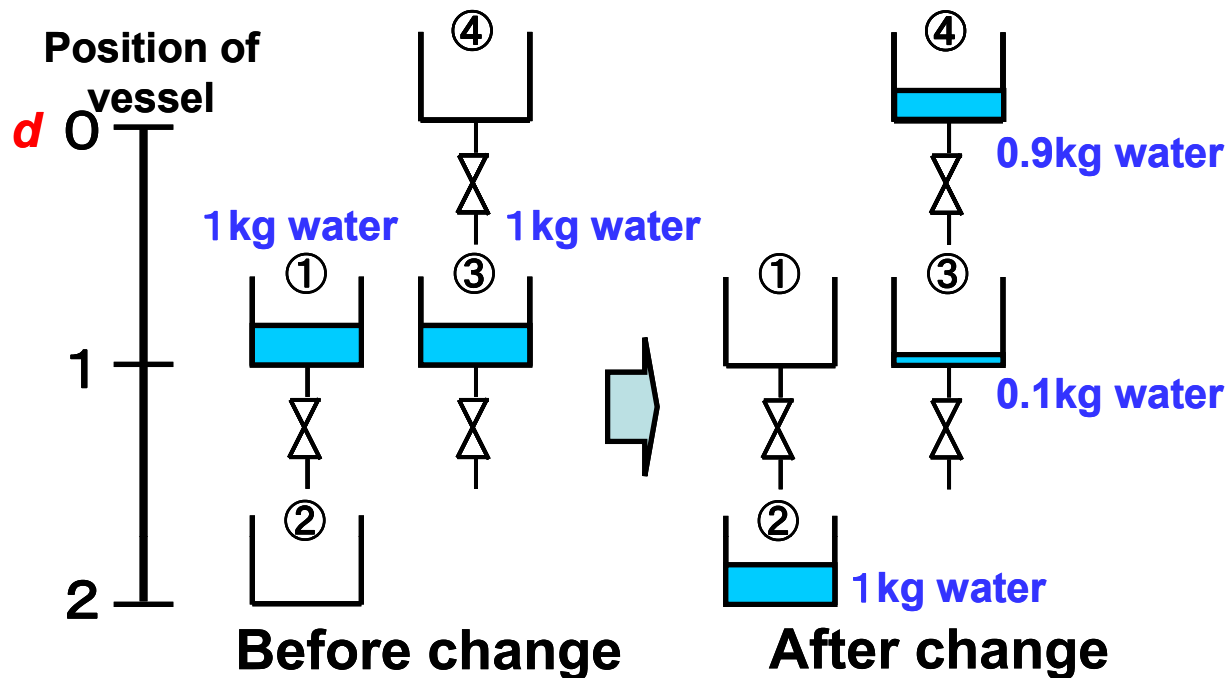 Position of
vessel
④
④
d 0
0.9kg water
1kg water
1kg water
①
③
①
③
1
0.1kg water
②
②
2
1kg water
Before change
After change